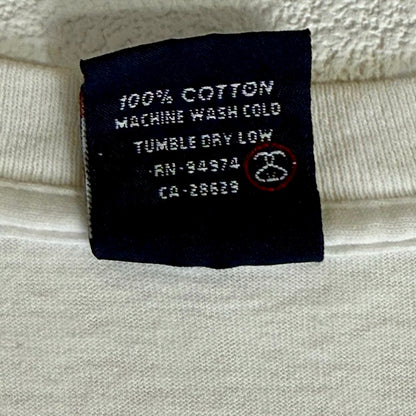 100% COTTON
MACHINE WASH COLD
TUMBLE DRY LOW
RN-94974
CA-28629